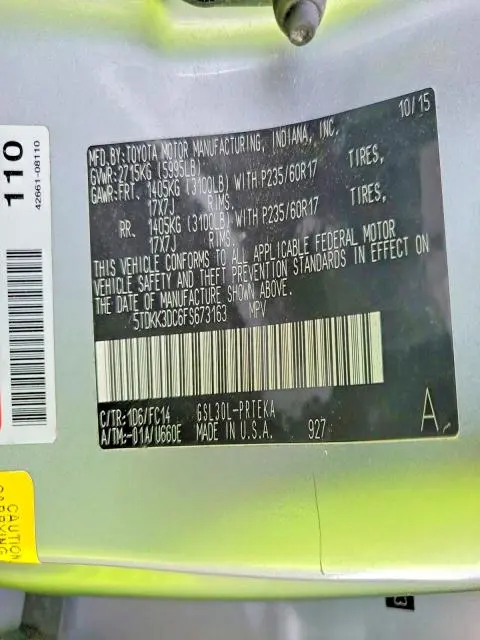 110
42661-08110
10/15
MFD.BY:TOYOTA MOTOR MANUFACTURING, INDIANA, INC.
GVWR:2715KG (5995LB)
GAWR:FRT. 1405KG (3100LB) WITH P235/60R17 TIRES,
17X7J RIMS,
RR. 1405KG (3100LB) WITH P235/60R17 TIRES,
17X7J RIMS.
THIS VEHICLE CONFORMS TO ALL APPLICABLE FEDERAL MOTOR
VEHICLE SAFETY AND THEFT PREVENTION STANDARDS IN EFFECT ON
THE DATE OF MANUFACTURE SHOWN ABOVE.
5TDKK3DC6FS673163 MPV
C/TR:1D6/FC14 GSL30L-PRTEKA
A/TM:-01A/U660E MADE IN U.S.A. 927 A
CAUTION